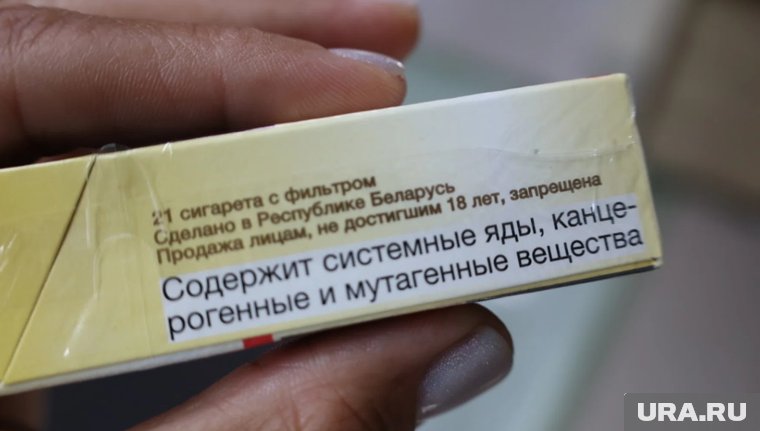 21 сигарета с фильтром
Сделано в Республике Беларусь
Продажа лицам, не достигшим 18 лет, запрещена
Содержит системные яды, канце-
рогенные и мутагенные вещества
URA.RU